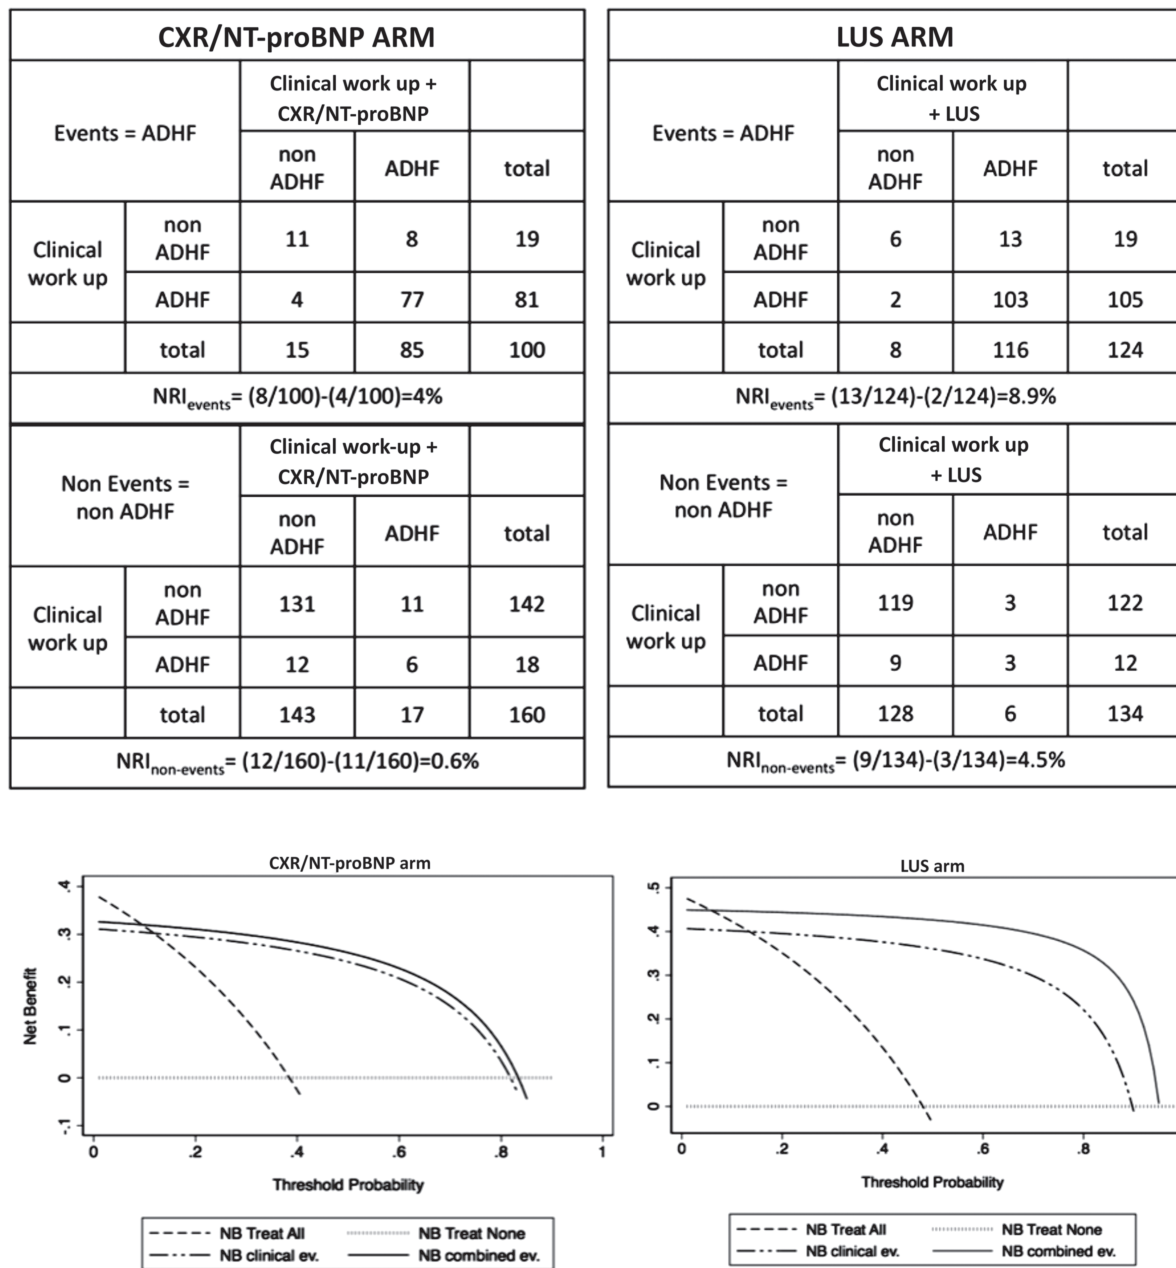 CXR/NT-proBNP ARM
Events = ADHF
Clinical work up +
CXR/NT-proBNP
non
ADHF
ADHF
total
Clinical
work up
non
ADHF
11
8
19
ADHF
4
77
81
total
15
85
100
NRIevents= (8/100)-(4/100)=4%
Non Events =
non ADHF
Clinical work-up +
CXR/NT-proBNP
non
ADHF
ADHF
total
Clinical
work up
non
ADHF
131
11
142
ADHF
12
6
18
total
143
17
160
NRInon-events= (12/160)-(11/160)=0.6%
LUS ARM
Events = ADHF
Clinical work up
+ LUS
non
ADHF
ADHF
total
Clinical
work up
non
ADHF
6
13
19
ADHF
2
103
105
total
8
116
124
NRIevents= (13/124)-(2/124)=8.9%
Non Events =
non ADHF
Clinical work up
+ LUS
non
ADHF
ADHF
total
Clinical
work up
non
ADHF
119
3
122
ADHF
9
3
12
total
128
6
134
NRInon-events= (9/134)-(3/134)=4.5%
CXR/NT-proBNP arm
Net Benefit
.4
.3
.2
.1
0
-.1
0
.2
.4
.6
.8
1
Threshold Probability
NB Treat All
NB Treat None
NB clinical ev.
NB combined ev.
LUS arm
.5
.4
.3
.2
.1
0
0
.2
.4
.6
.8
Threshold Probability
NB Treat All
NB Treat None
NB clinical ev.
NB combined ev.